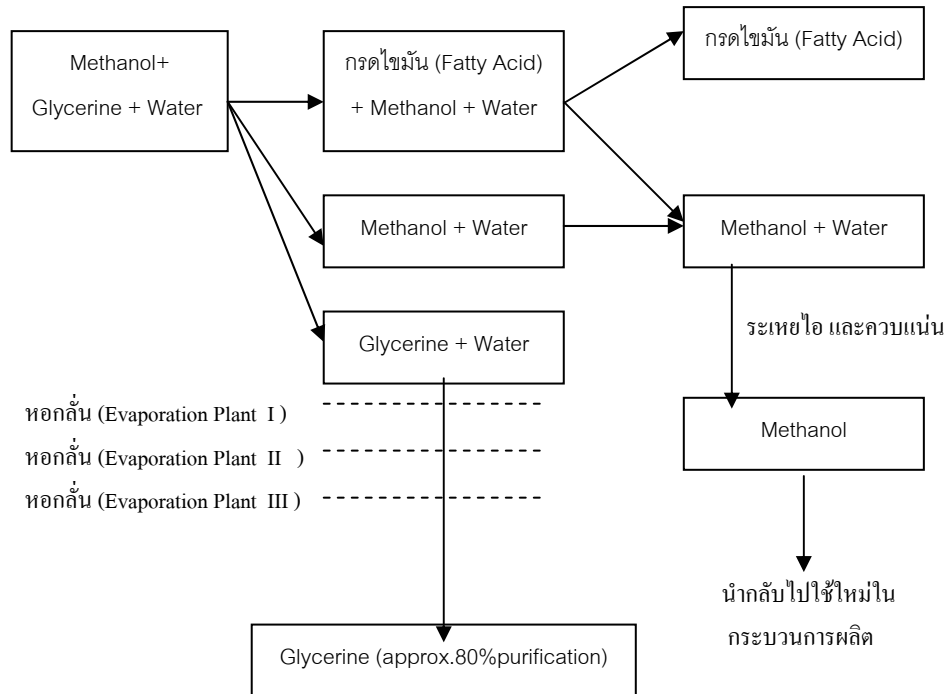 Methanol+
Glycerine + Water
กรดไขมัน (Fatty Acid)
+ Methanol + Water
กรดไขมัน (Fatty Acid)
Methanol + Water
Methanol + Water
Glycerine + Water
ระเหยไอ และควบแน่น
หอกลั่น (Evaporation Plant I )
หอกลั่น (Evaporation Plant II )
หอกลั่น (Evaporation Plant III )
Methanol
นำกลับไปใช้ใหม่ใน
กระบวนการผลิต
Glycerine (approx.80%purification)